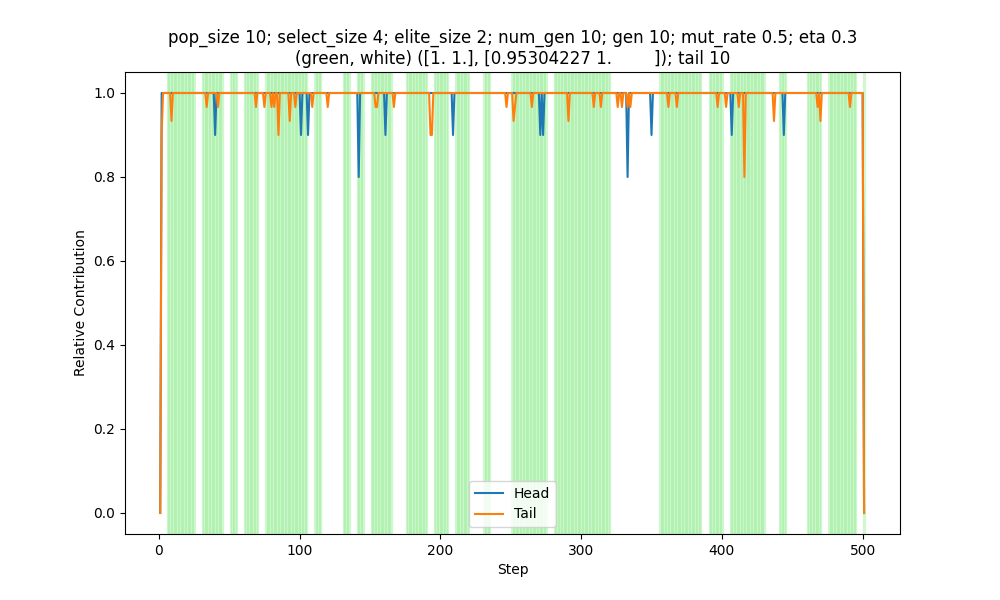 pop_size 10; select_size 4; elite_size 2; num_gen 10; gen 10; mut_rate 0.5; eta 0.3
(green, white) ([1. 1.], [0.95304227 1.         ]); tail 10
1.0
0.8
0.6
0.4
0.2
0.0
Relative Contribution
Head
Tail
0 100 200 300 400 500
Step